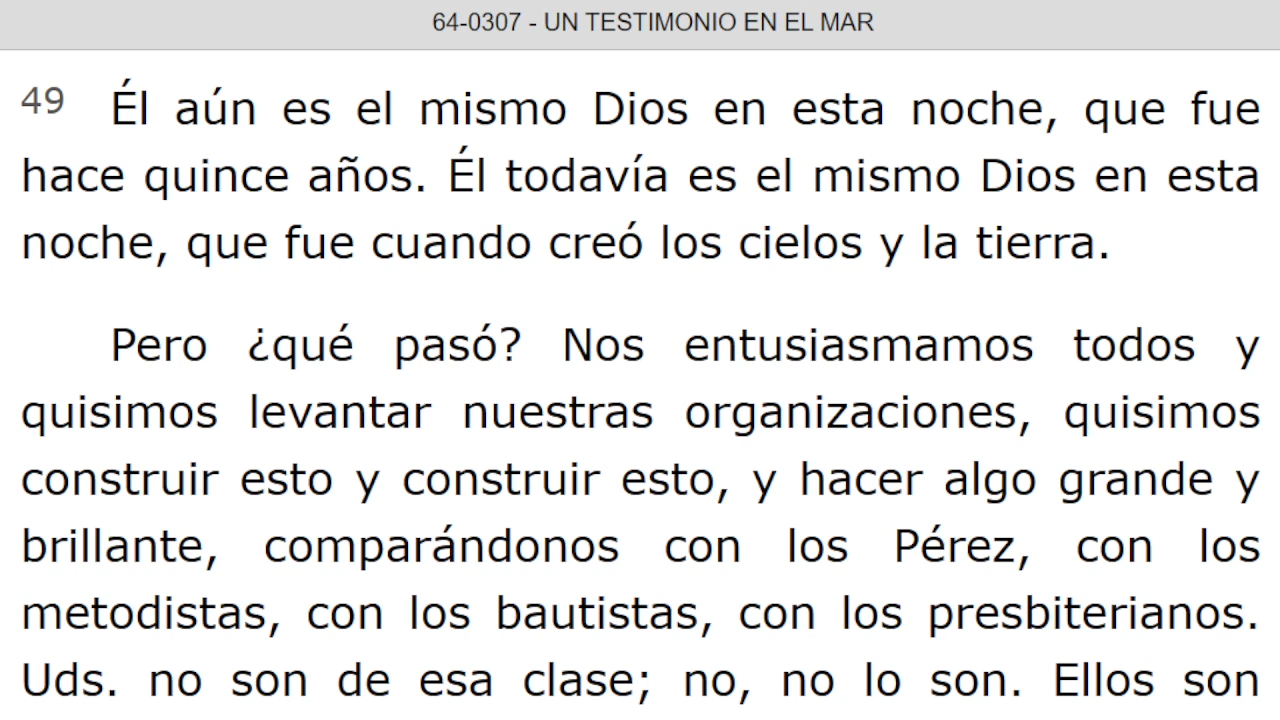 64-0307 - UN TESTIMONIO EN EL MAR
49 Él aún es el mismo Dios en esta noche, que fue
hace quince años. Él todavía es el mismo Dios en esta
noche, que fue cuando creó los cielos y la tierra.
Pero ¿qué pasó? Nos entusiasmamos todos y
quisimos levantar nuestras organizaciones, quisimos
construir esto y construir esto, y hacer algo grande y
brillante, comparándonos con los Pérez, con los
metodistas, con los bautistas, con los presbiterianos.
Uds. no son de esa clase; no, no lo son. Ellos son